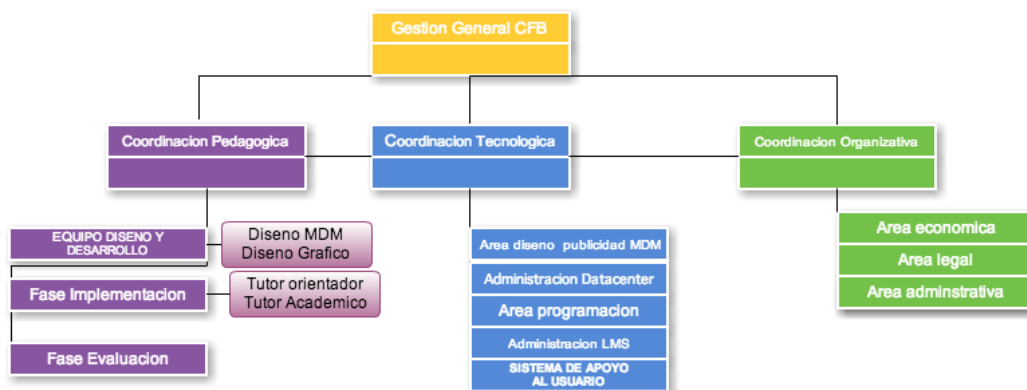 Gestion General CFB
Coordinacion Pedagogica
Coordinacion Tecnologica
Coordinacion Organizativa
EQUIPO DISENO Y
DESARROLLO
Diseno MDM
Diseno Grafico
Fase Implementacion
Tutor orientador
Tutor Academico
Fase Evaluacion
Area diseno publicidad MDM
Administracion Datacenter
Area programacion
Administracion LMS
SISTEMA DE APOYO
AL USUARIO
Area economica
Area legal
Area adminstrativa